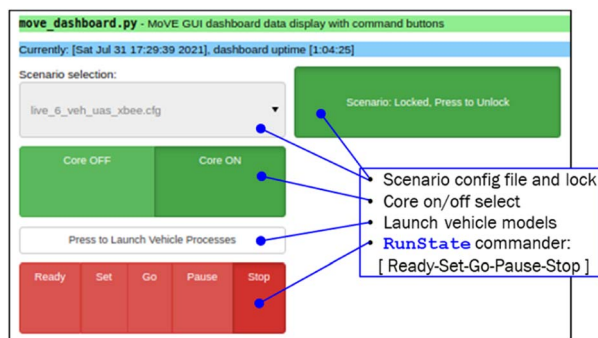 move_dashboard.py - MoVE GUI dashboard data display with command buttons
Currently: [Sat Jul 31 17:29:39 2021], dashboard uptime [1:04:25]
Scenario selection:
live_6_veh_uas_xbee.cfg
Scenario: Locked, Press to Unlock
Core OFF
Core ON
Press to Launch Vehicle Processes
Ready Set Go Pause Stop
• Scenario config file and lock
• Core on/off select
• Launch vehicle models
• RunState commander:
[ Ready-Set-Go-Pause-Stop ]